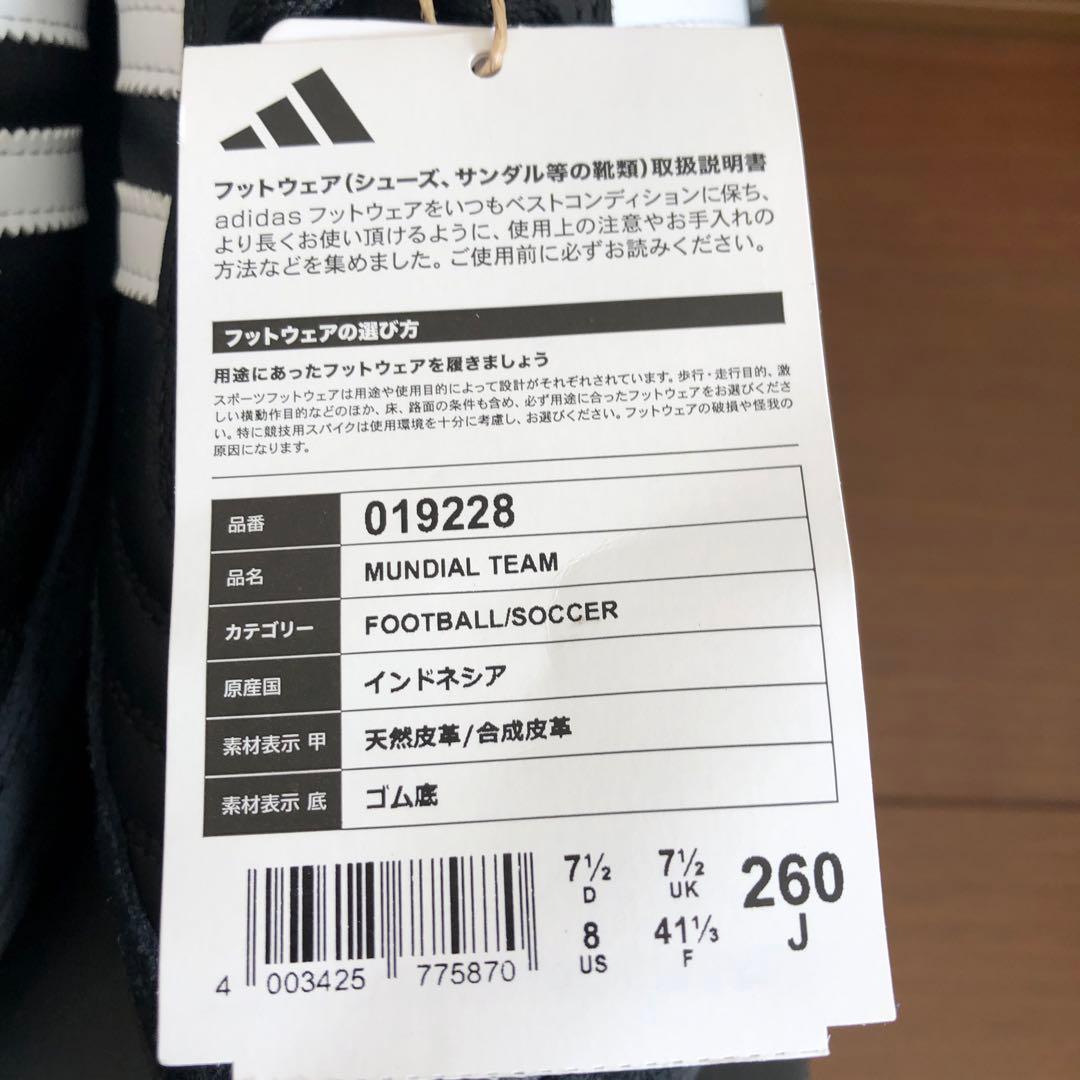 フットウェア(シューズ、サンダル等の靴類)取扱説明書
adidas フットウェアをいつもベストコンディションに保ち、
より長くお使い頂けるように、使用上の注意やお手入れの
方法などを集めました。ご使用前に必ずお読みください。
フットウェアの選び方
用途にあったフットウェアを履きましょう
スポーツフットウェアは用途や使用目的によって設計がそれぞれされています。歩行・走行目的、激
しい横動作目的などのほか、床、路面の条件も含め、必ず用途に合ったフットウェアをお選びくださ
い。特に競技用スパイクは使用環境を十分に考慮し、お選びください。フットウェアの破損や怪我の
原因になります。
品番 019228
品名 MUNDIAL TEAM
カテゴリー FOOTBALL/SOCCER
原産国 インドネシア
素材表示 甲 天然皮革/合成皮革
素材表示 底 ゴム底
7½ 7½ 260
D UK J
8 41⅓
US F
4 003425 775870